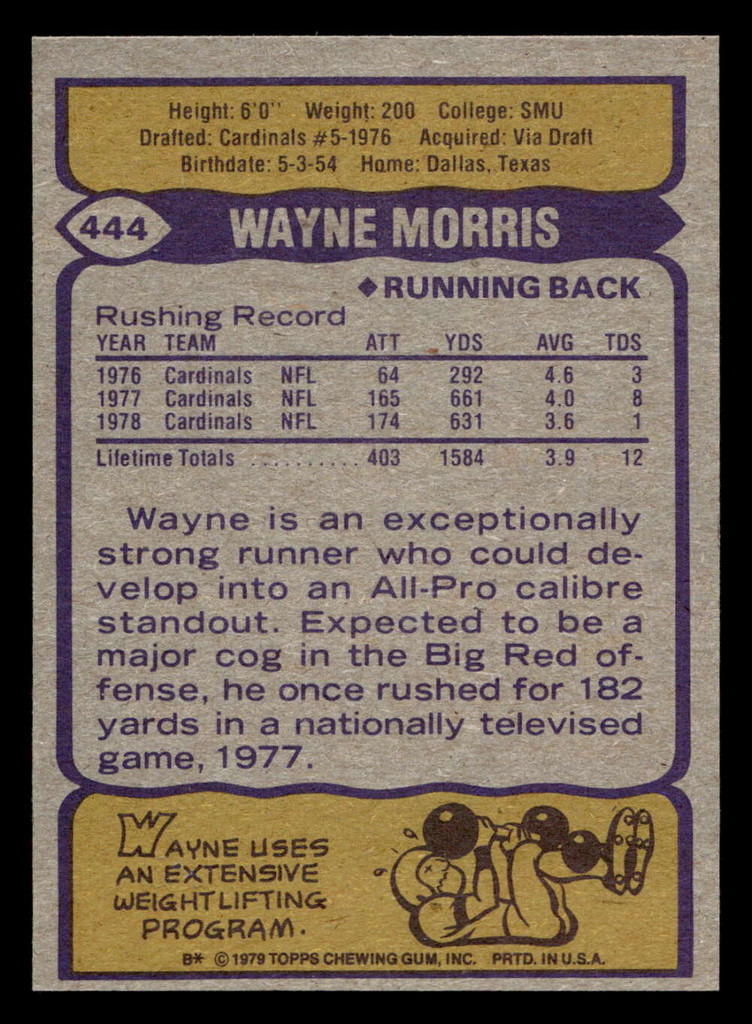 Height: 6'0" Weight: 200 College: SMU
Drafted: Cardinals #5-1976 Acquired: Via Draft
Birthdate: 5-3-54 Home: Dallas, Texas
444 WAYNE MORRIS
◆RUNNING BACK
Rushing Record
YEAR TEAM ATT YDS AVG TDS
1976 Cardinals NFL 64 292 4.6 3
1977 Cardinals NFL 165 661 4.0 8
1978 Cardinals NFL 174 631 3.6 1
Lifetime Totals .......... 403 1584 3.9 12
Wayne is an exceptionally
strong runner who could de-
velop into an All-Pro calibre
standout. Expected to be a
major cog in the Big Red of-
fense, he once rushed for 182
yards in a nationally televised
game, 1977.
WAYNE USES
AN EXTENSIVE
WEIGHTLIFTING
PROGRAM.
B* © 1979 TOPPS CHEWING GUM, INC. PRTD. IN U.S.A.